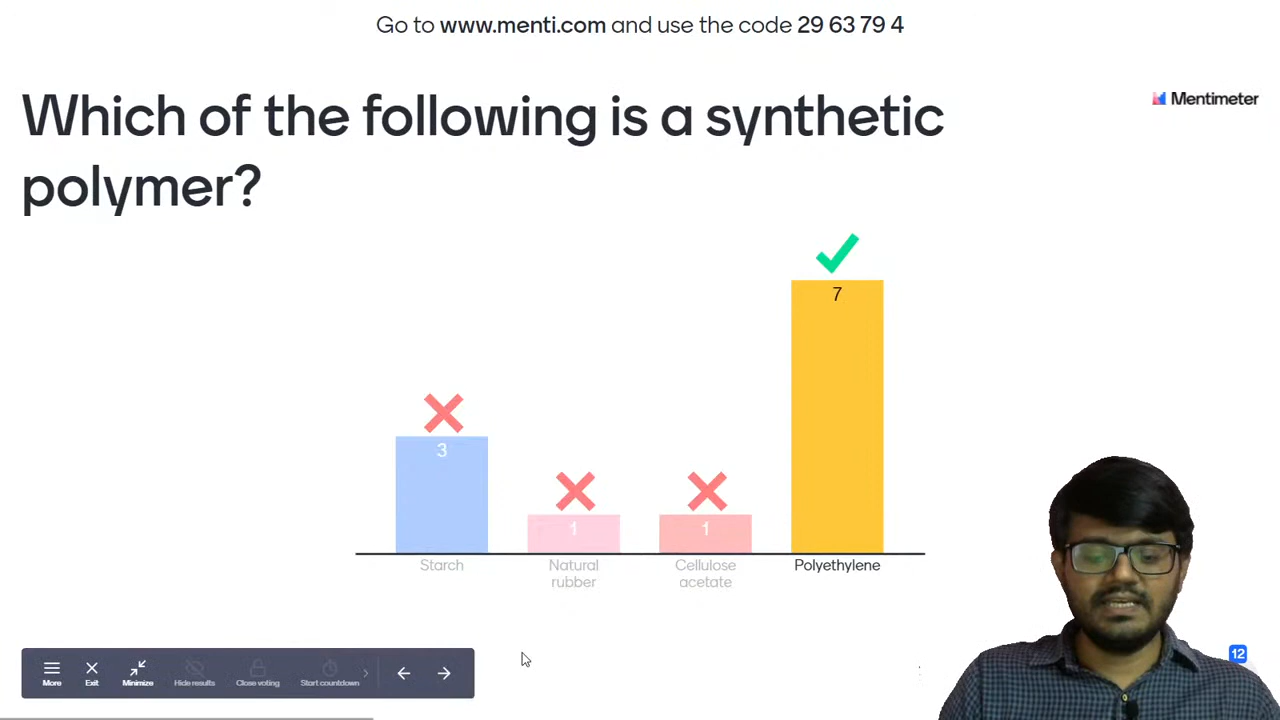 Go to www.menti.com and use the code 29 63 79 4
Mentimeter
Which of the following is a synthetic
polymer?
7
3
1
1
Starch
Natural
rubber
Cellulose
acetate
Polyethylene
More
Exit
Minimize
Hide results
Close voting
Start countdown
12